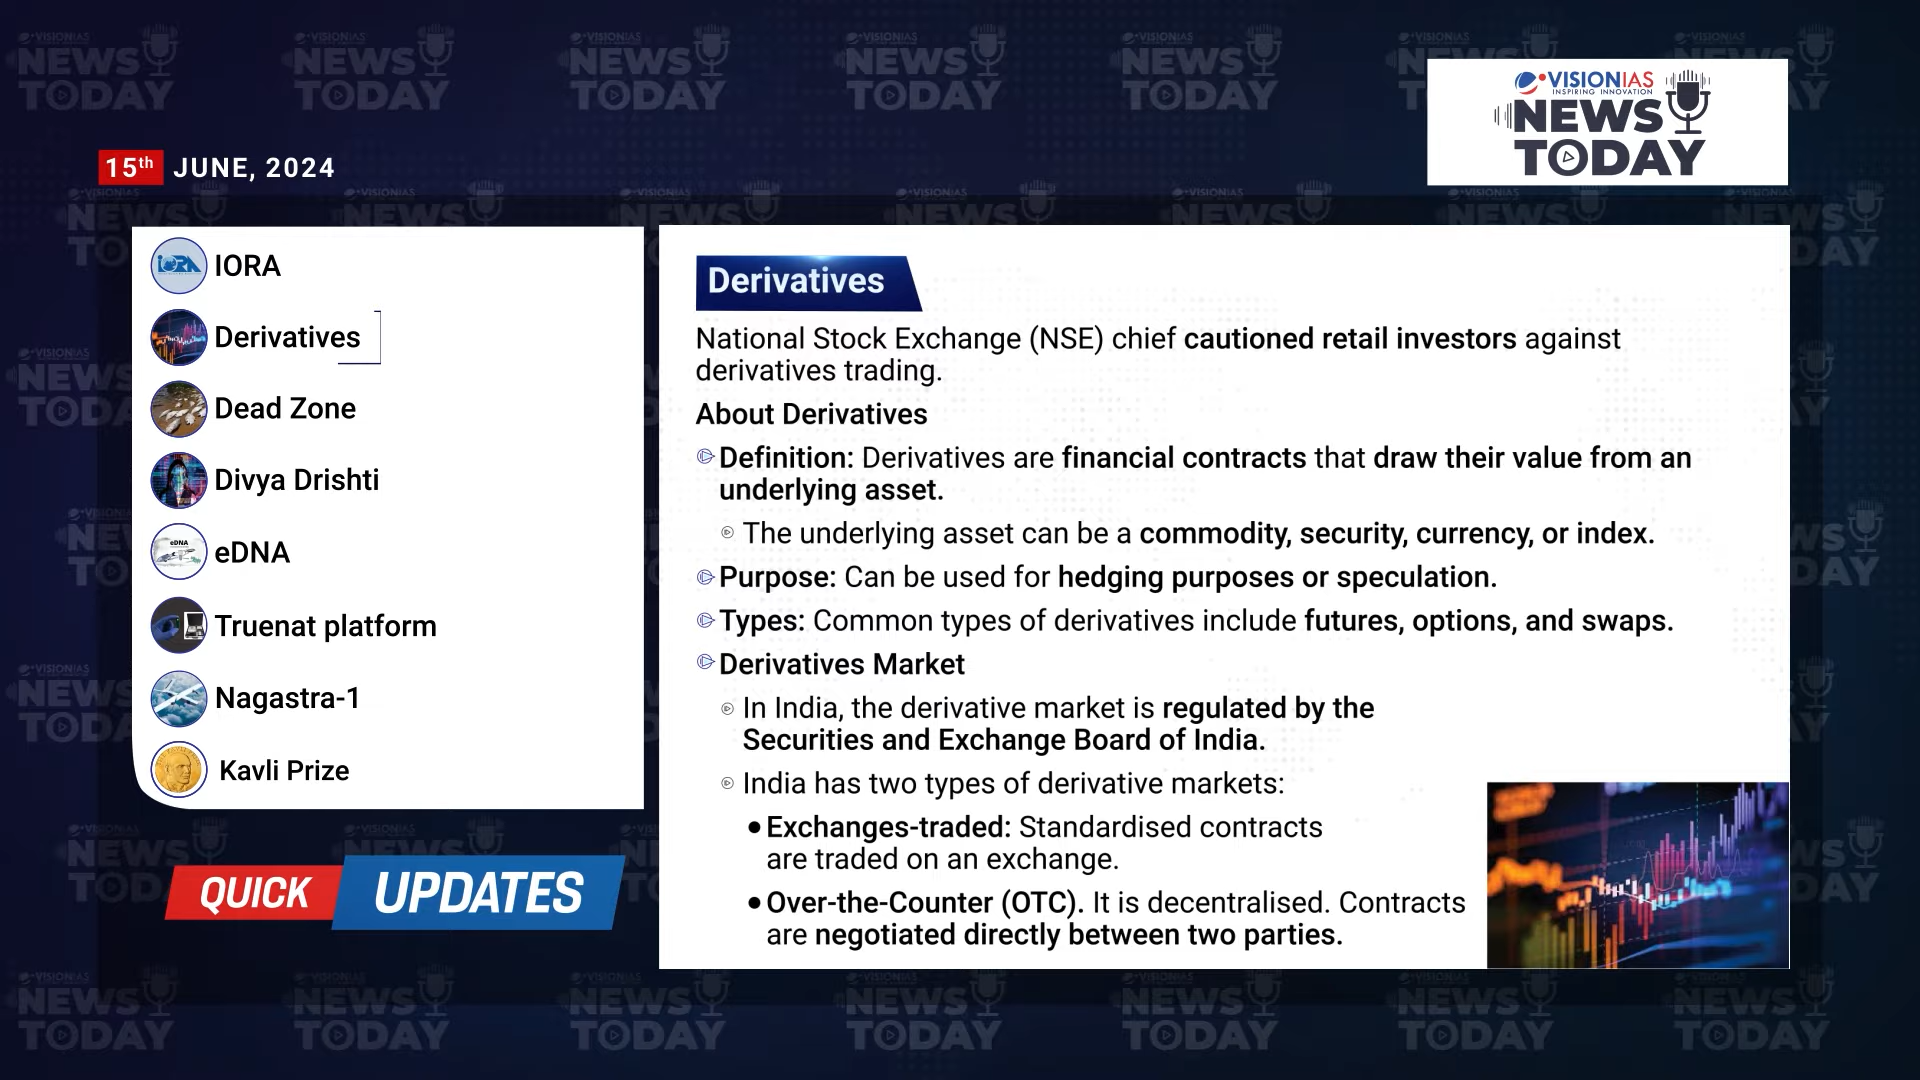 VISIONIAS
INSPIRING INNOVATION
NEWS
TODAY
15th JUNE, 2024
IORA
Derivatives
Dead Zone
Divya Drishti
eDNA
Truenat platform
Nagastra-1
Kavli Prize
QUICK UPDATES
Derivatives
National Stock Exchange (NSE) chief cautioned retail investors against
derivatives trading.
About Derivatives
Definition: Derivatives are financial contracts that draw their value from an
underlying asset.
The underlying asset can be a commodity, security, currency, or index.
Purpose: Can be used for hedging purposes or speculation.
Types: Common types of derivatives include futures, options, and swaps.
Derivatives Market
In India, the derivative market is regulated by the
Securities and Exchange Board of India.
India has two types of derivative markets:
Exchanges-traded: Standardised contracts
are traded on an exchange.
Over-the-Counter (OTC). It is decentralised. Contracts
are negotiated directly between two parties.